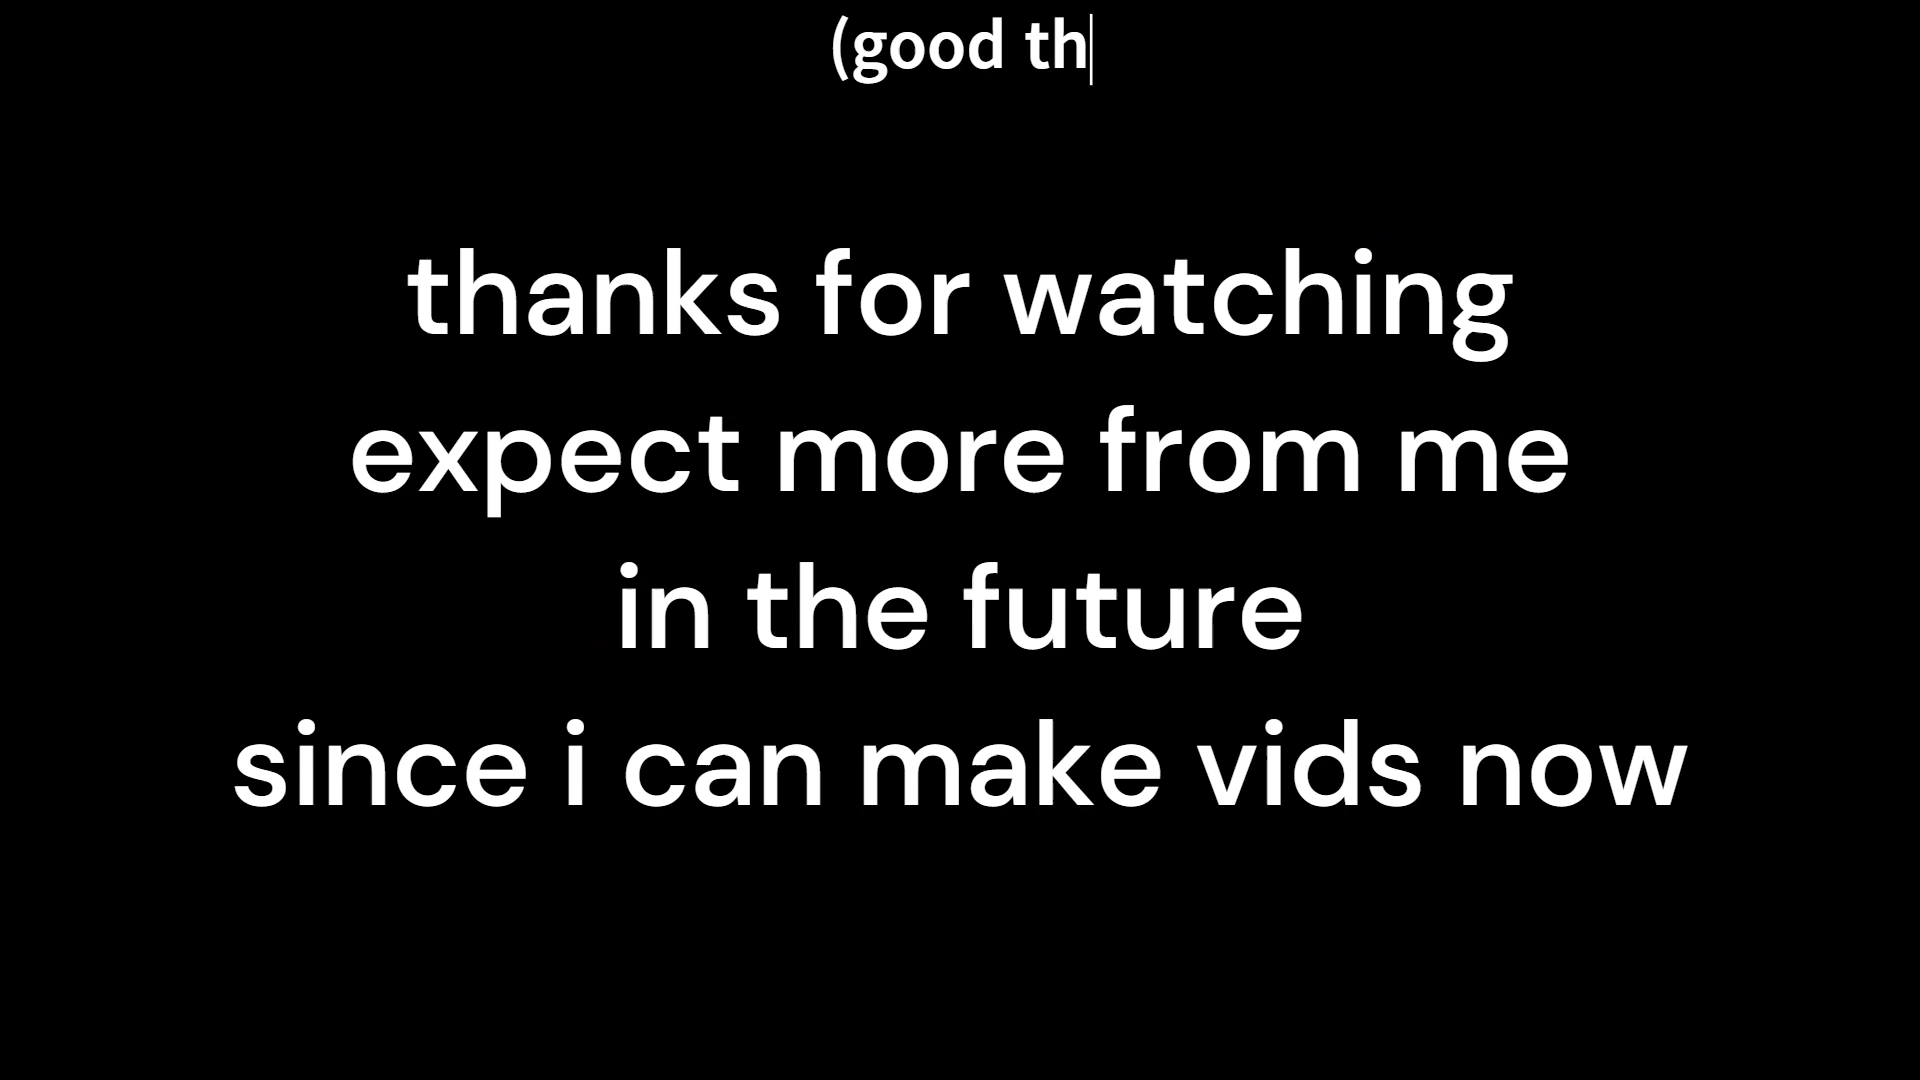 (good th
thanks for watching
expect more from me
in the future
since i can make vids now